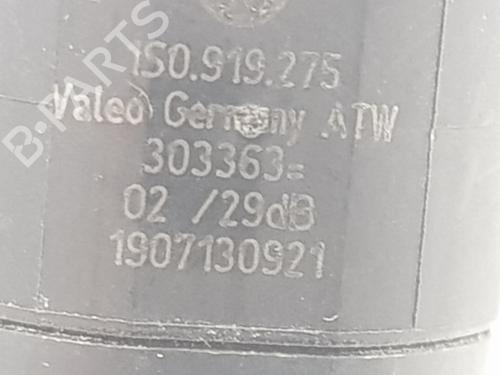 B-PARTS
1S0.919.275
Valeo Germany ATW
303363=
02 /29dB
1907130921